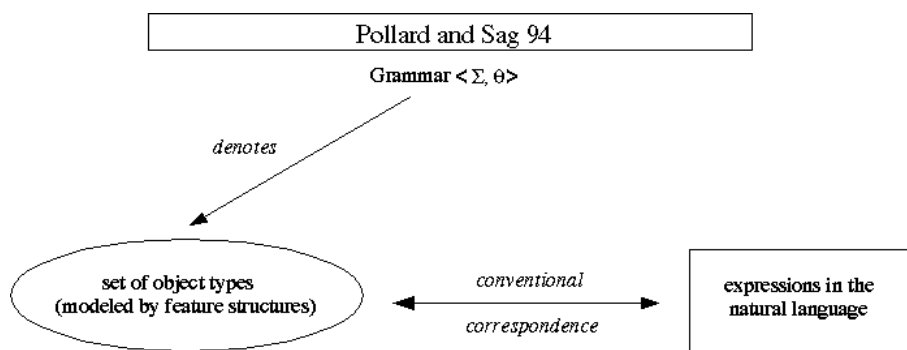 Pollard and Sag 94
Grammar < Σ, θ>
denotes
set of object types
(modeled by feature structures)
conventional
correspondence
expressions in the
natural language